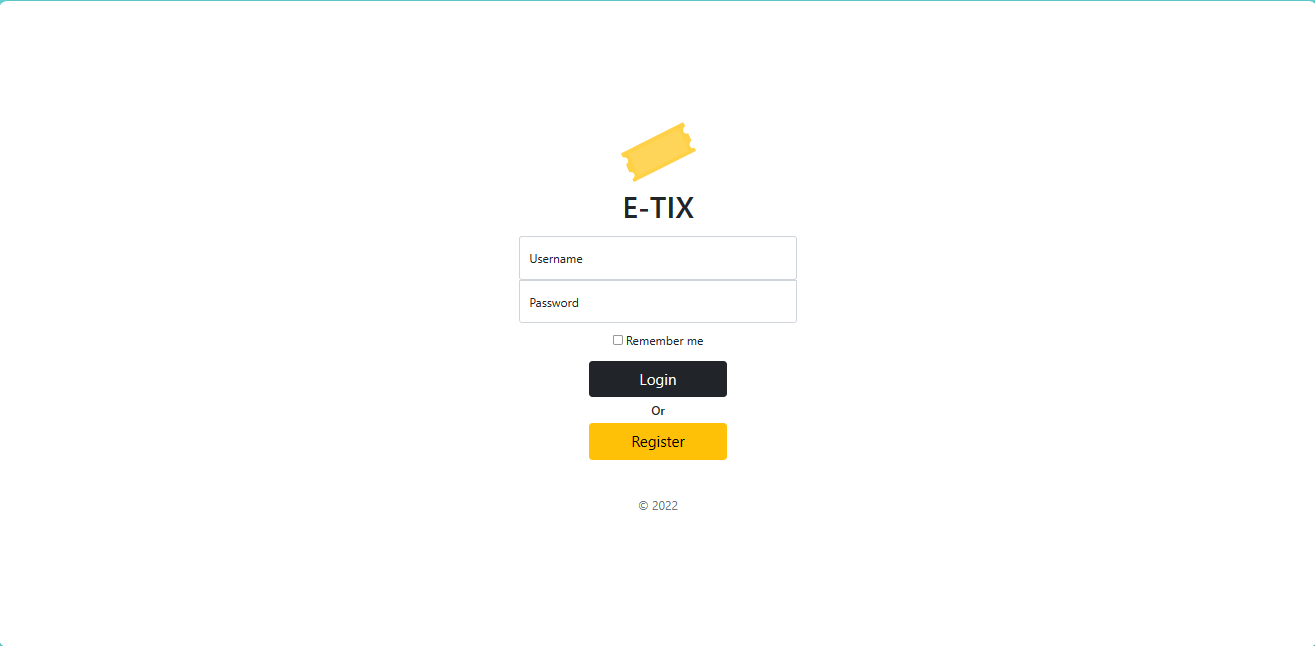 E-TIX
Username
Password
Remember me
Login
Or
Register
© 2022